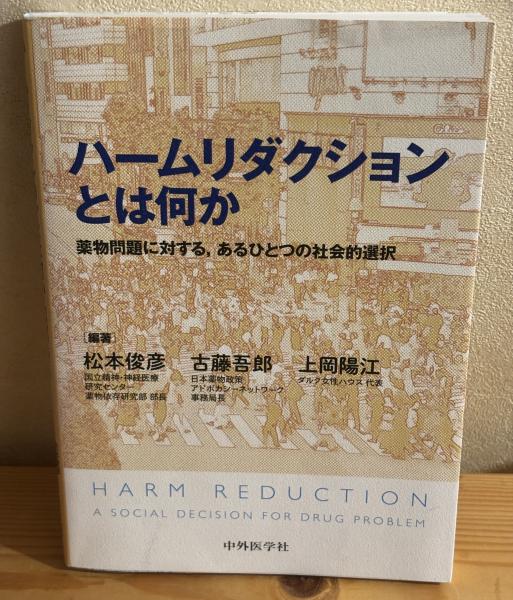 ハームリダクション
とは何か
薬物問題に対する，あるひとつの社会的選択
[編著]
松本俊彦
国立精神・神経医療
研究センター
薬物依存研究部 部長
古藤吾郎
日本薬物政策
アドボカシーネットワーク
事務局長
上岡陽江
ダルク女性ハウス 代表
HARM REDUCTION
A SOCIAL DECISION FOR DRUG PROBLEM
中外医学社